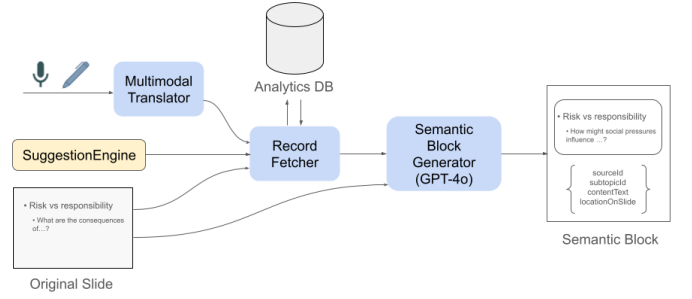 Multimodal
Translator
Analytics DB
SuggestionEngine
Record
Fetcher
Semantic
Block
Generator
(GPT-4o)
• Risk vs responsibility
• What are the consequences
of…?
Original Slide
• Risk vs responsibility
• How might social pressures
influence …?
sourceId
subtopicId
contentText
locationOnSlide
Semantic Block